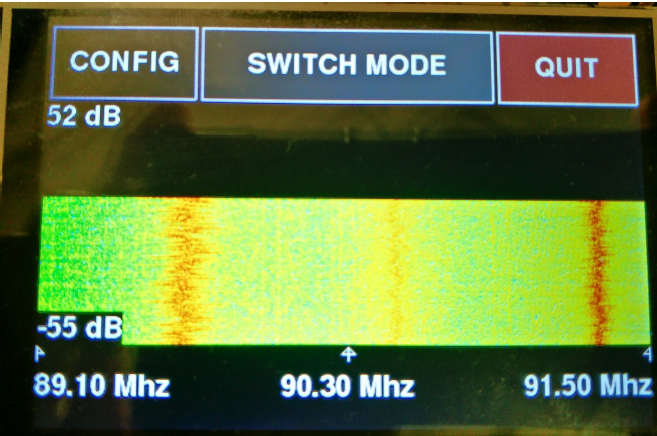 CONFIG SWITCH MODE QUIT
52 dB
-55 dB
89.10 Mhz 90.30 Mhz 91.50 Mhz